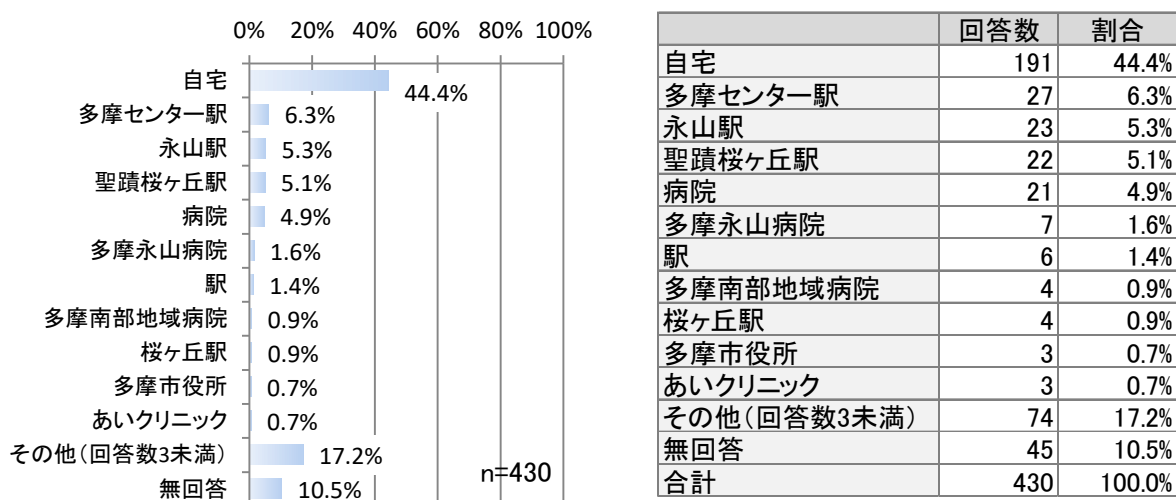 0% 20% 40% 60% 80% 100%
自宅 44.4%
多摩センター駅 6.3%
永山駅 5.3%
聖蹟桜ヶ丘駅 5.1%
病院 4.9%
多摩永山病院 1.6%
駅 1.4%
多摩南部地域病院 0.9%
桜ヶ丘駅 0.9%
多摩市役所 0.7%
あいクリニック 0.7%
その他(回答数3未満) 17.2%
無回答 10.5%
n=430
回答数 割合
自宅 191 44.4%
多摩センター駅 27 6.3%
永山駅 23 5.3%
聖蹟桜ヶ丘駅 22 5.1%
病院 21 4.9%
多摩永山病院 7 1.6%
駅 6 1.4%
多摩南部地域病院 4 0.9%
桜ヶ丘駅 4 0.9%
多摩市役所 3 0.7%
あいクリニック 3 0.7%
その他(回答数3未満) 74 17.2%
無回答 45 10.5%
合計 430 100.0%